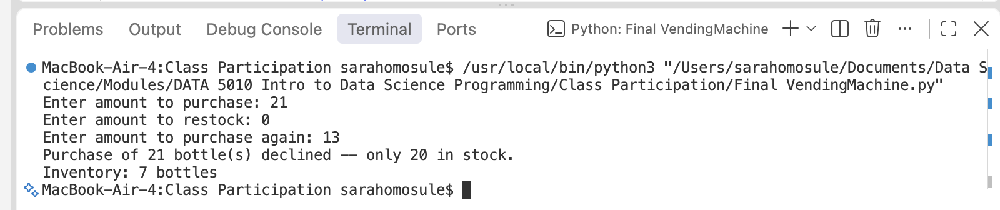 Problems Output Debug Console Terminal Ports Python: Final VendingMachine
MacBook-Air-4:Class Participation sarahomosule$ /usr/local/bin/python3 "/Users/sarahomosule/Documents/Data S
cience/Modules/DATA 5010 Intro to Data Science Programming/Class Participation/Final VendingMachine.py"
Enter amount to purchase: 21
Enter amount to restock: 0
Enter amount to purchase again: 13
Purchase of 21 bottle(s) declined -- only 20 in stock.
Inventory: 7 bottles
MacBook-Air-4:Class Participation sarahomosule$